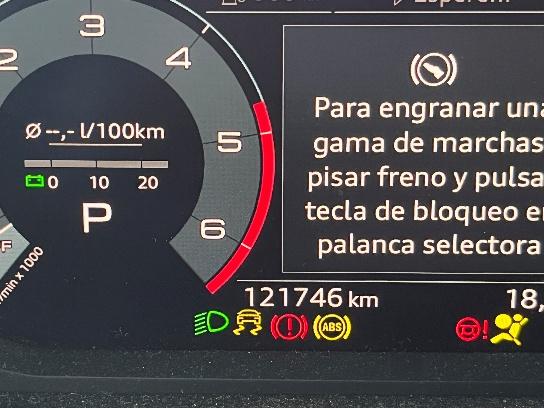 3
2
4
Ø --,- l/100km
5
0 10 20
P
6
F
/min x 1000
Para engranar una
gama de marchas
pisar freno y pulsa
tecla de bloqueo en
palanca selectora
121746 km
18,
ABS